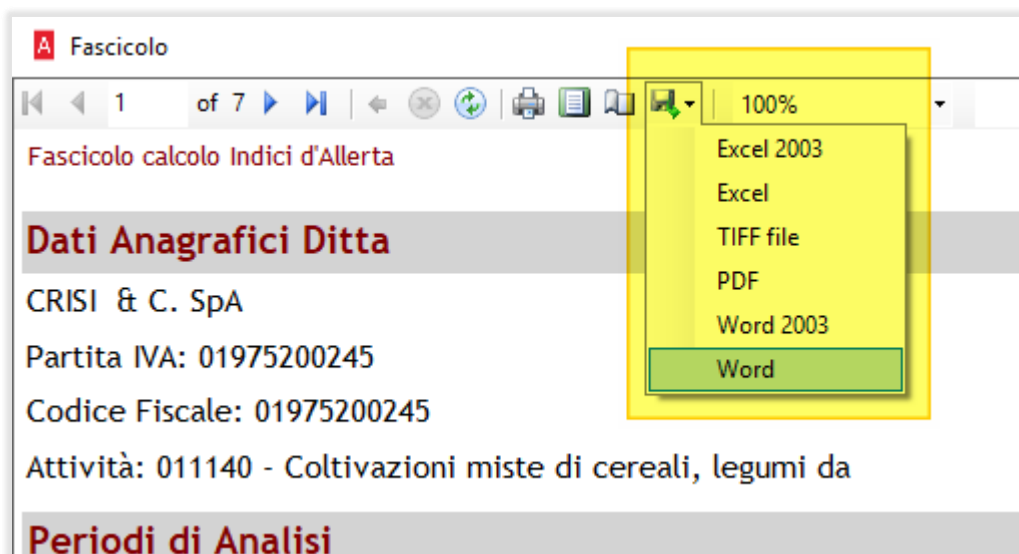 A Fascicolo
1 of 7 100%
Fascicolo calcolo Indici d'Allerta
Excel 2003
Excel
TIFF file
PDF
Word 2003
Word
Dati Anagrafici Ditta
CRISI & C. SpA
Partita IVA: 01975200245
Codice Fiscale: 01975200245
Attività: 011140 - Coltivazioni miste di cereali, legumi da
Periodi di Analisi